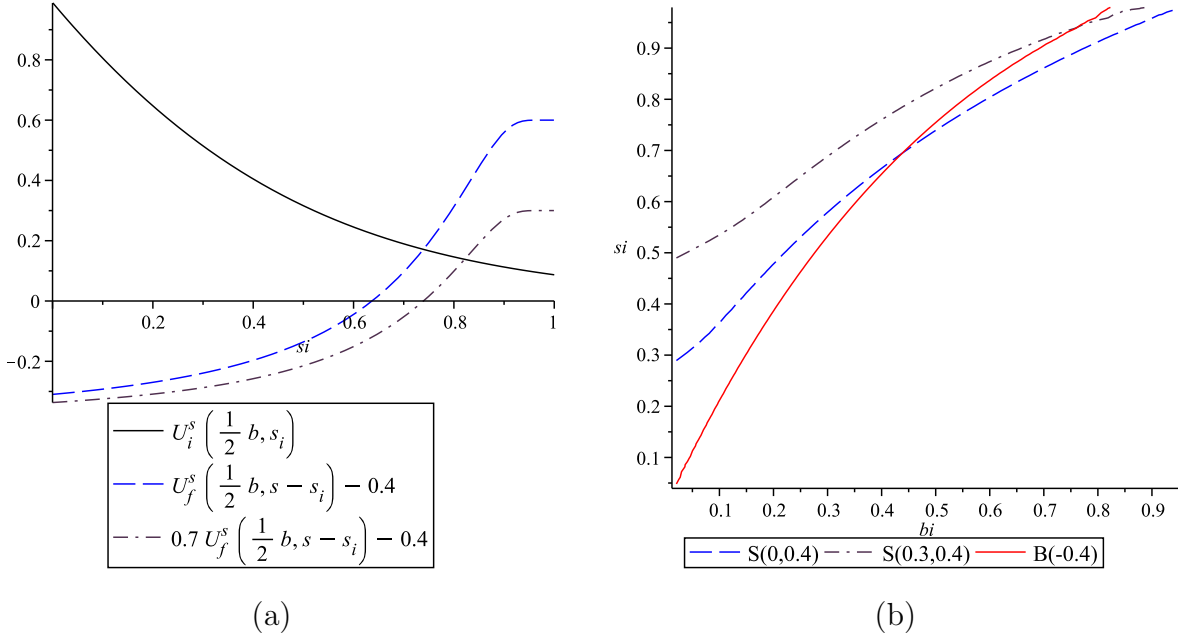 0.8
0.6
0.4
0.2
0
−0.2
0.2 0.4 0.6 0.8 1
si
U_i^s (1/2 b, s_i)
U_f^s (1/2 b, s − s_i) − 0.4
0.7 U_f^s (1/2 b, s − s_i) − 0.4
(a)
0.9
0.8
0.7
0.6
si
0.5
0.4
0.3
0.2
0.1
0.1 0.2 0.3 0.4 0.5 0.6 0.7 0.8 0.9
bi
S(0,0.4) S(0.3,0.4) B(-0.4)
(b)